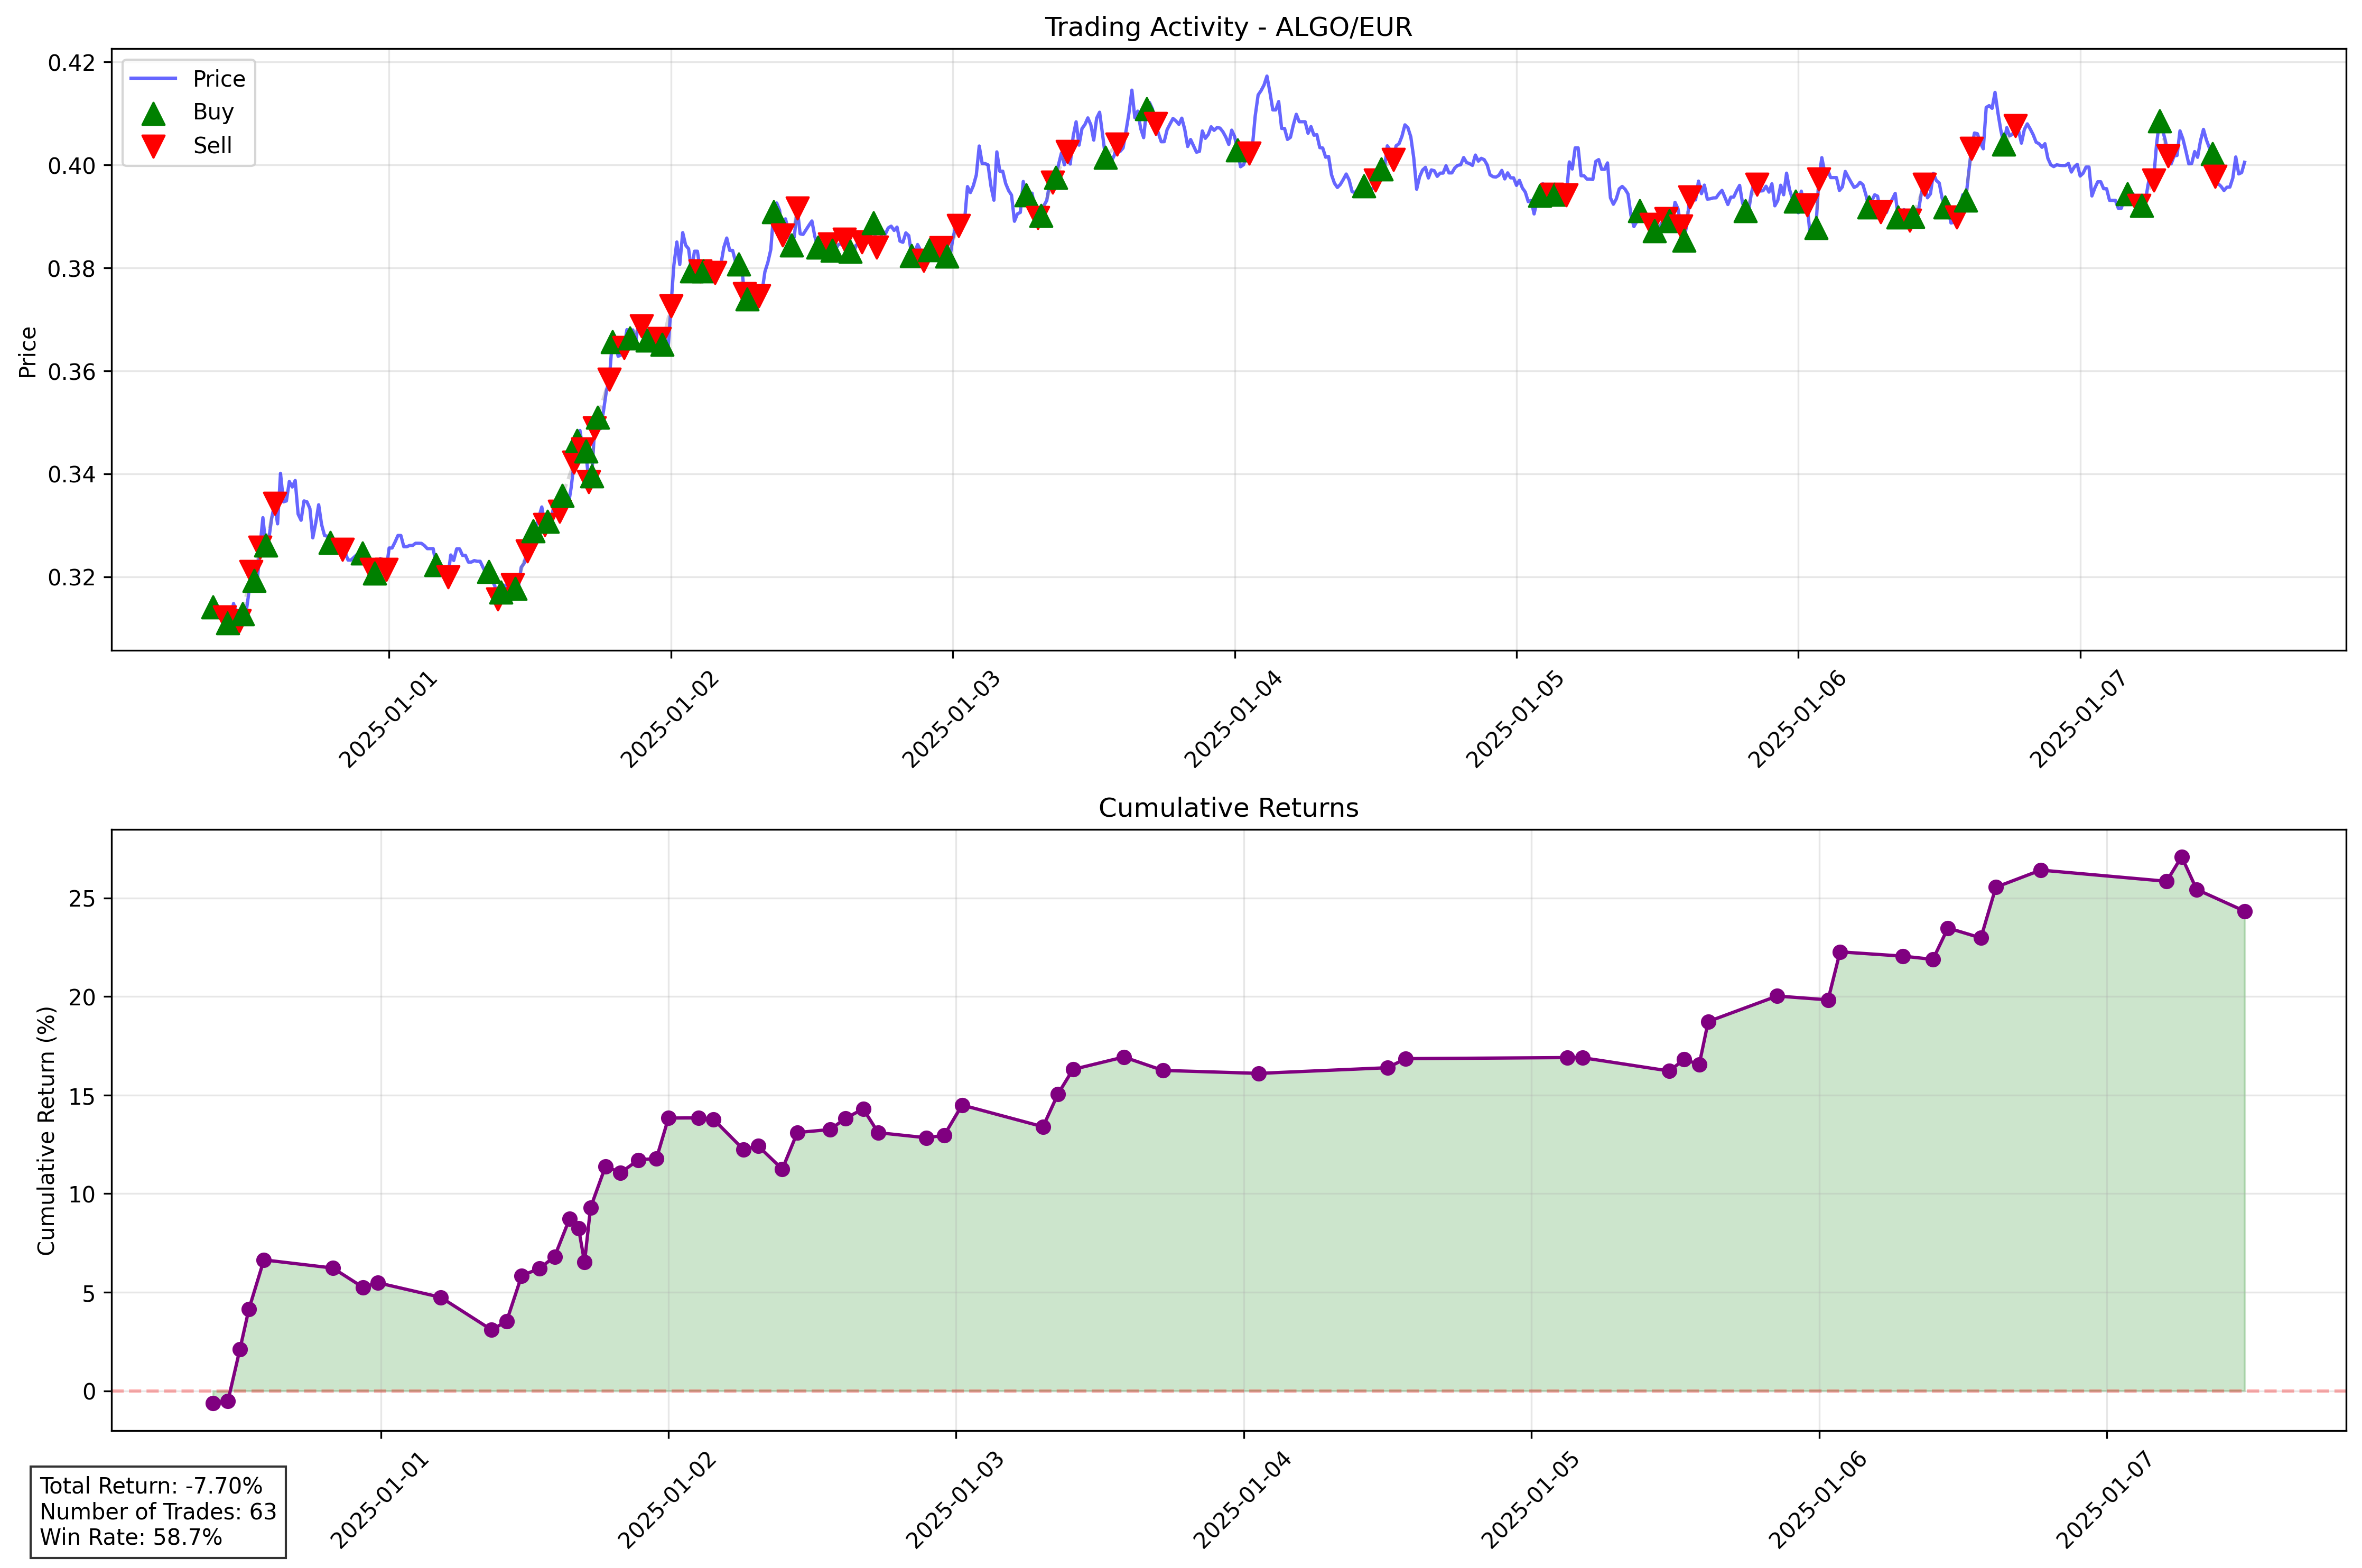 Trading Activity - ALGO/EUR
Price
Buy
Sell
Price
0.42
0.40
0.38
0.36
0.34
0.32
2025-01-01
2025-01-02
2025-01-03
2025-01-04
2025-01-05
2025-01-06
2025-01-07
Cumulative Returns
Cumulative Return (%)
25
20
15
10
5
0
2025-01-01
2025-01-02
2025-01-03
2025-01-04
2025-01-05
2025-01-06
2025-01-07
Total Return: -7.70%
Number of Trades: 63
Win Rate: 58.7%